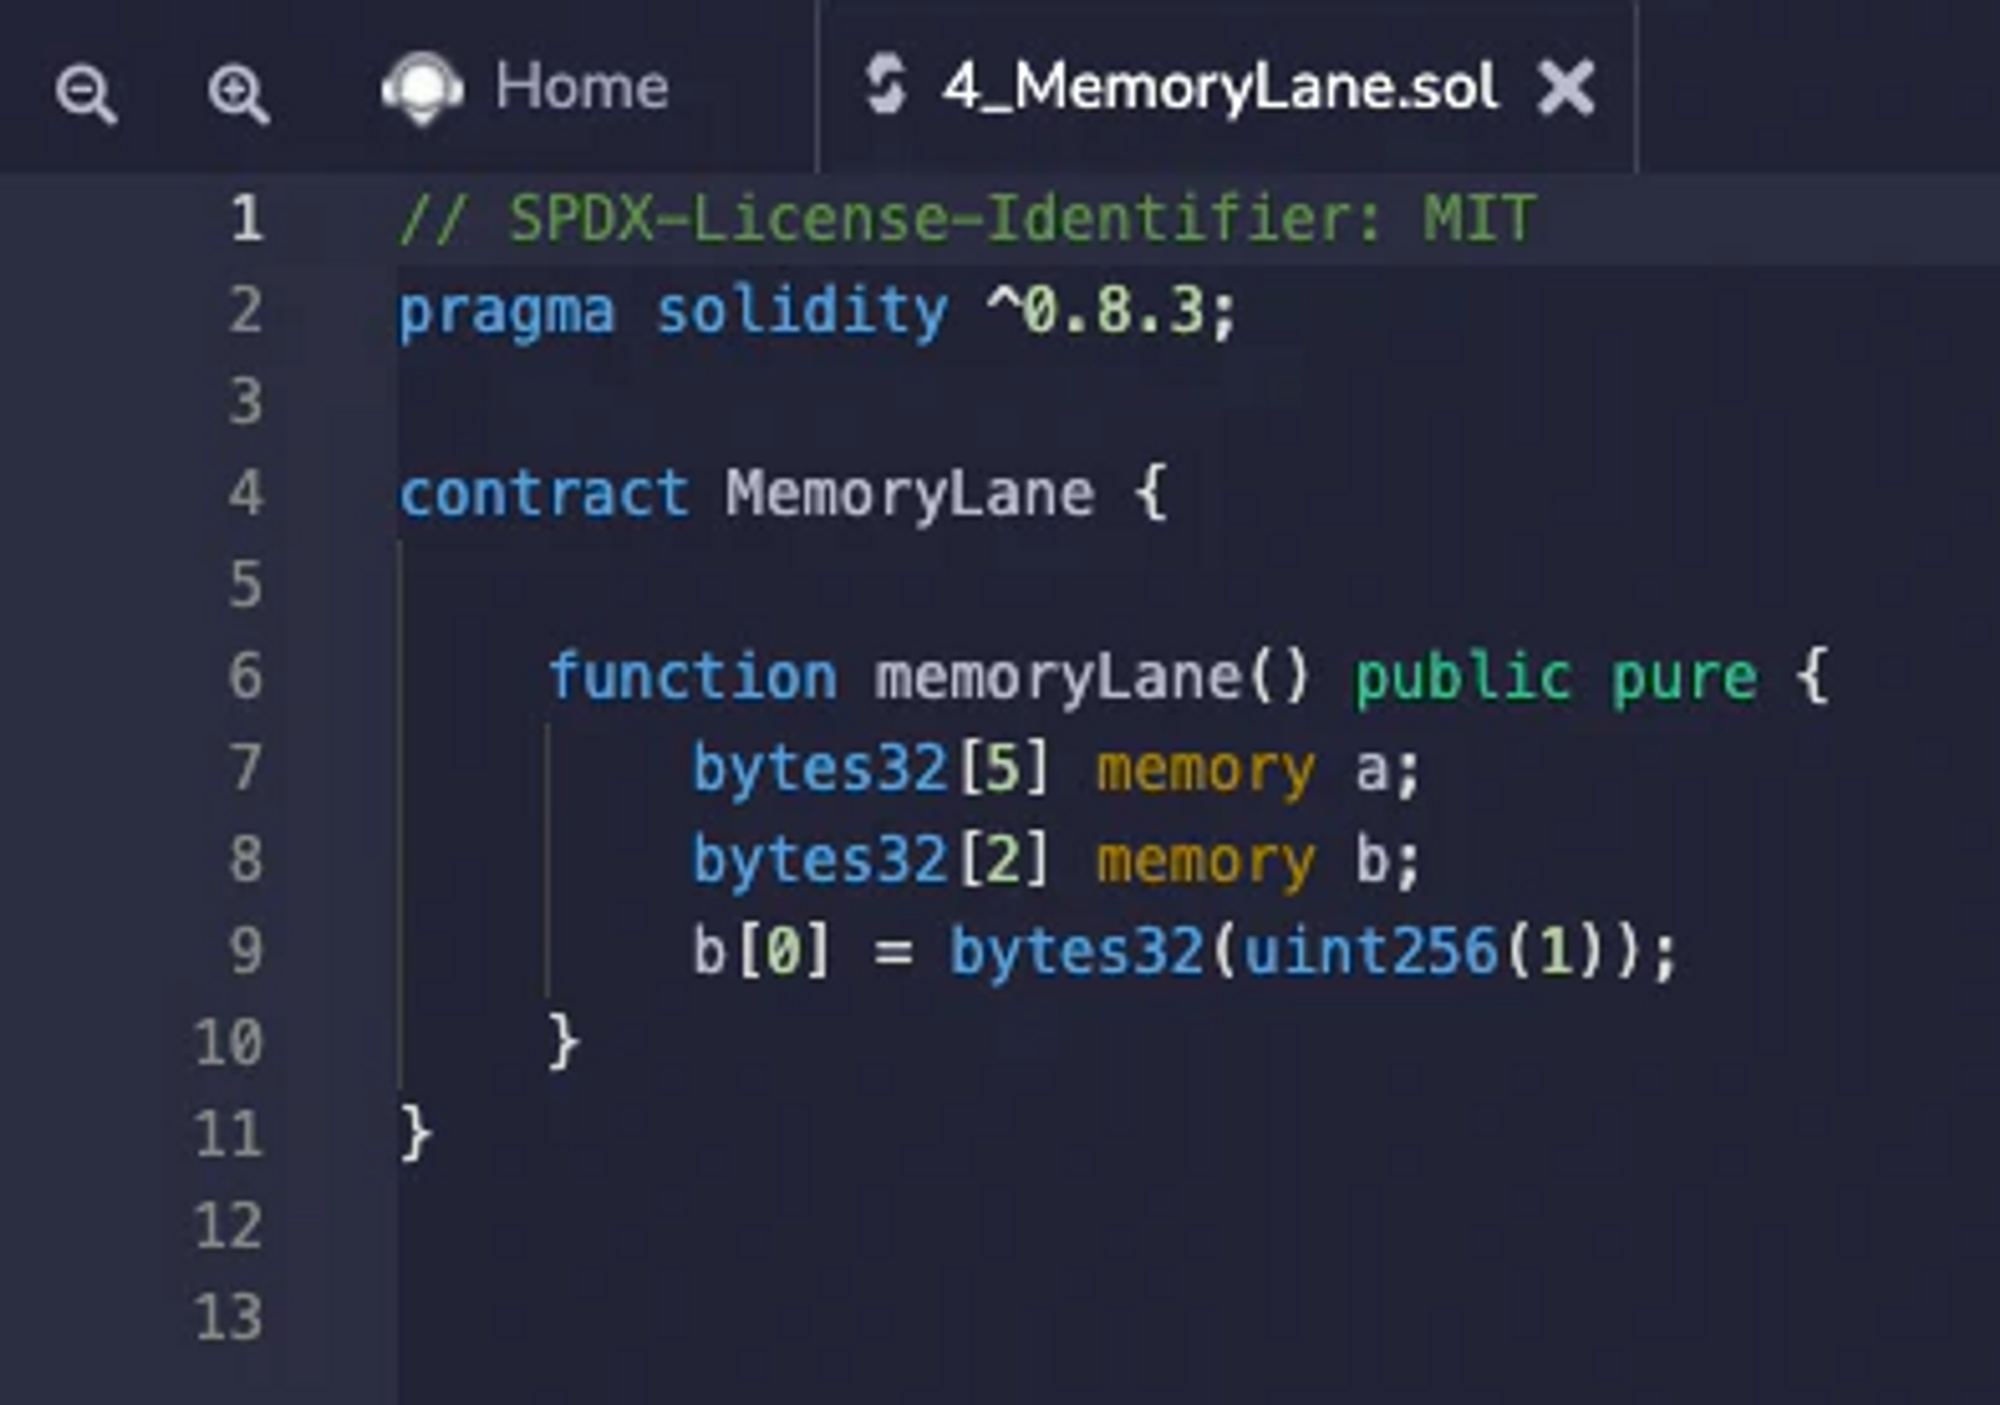 Home 4_MemoryLane.sol
1 // SPDX-License-Identifier: MIT
2 pragma solidity ^0.8.3;
3
4 contract MemoryLane {
5
6     function memoryLane() public pure {
7         bytes32[5] memory a;
8         bytes32[2] memory b;
9         b[0] = bytes32(uint256(1));
10     }
11 }
12
13